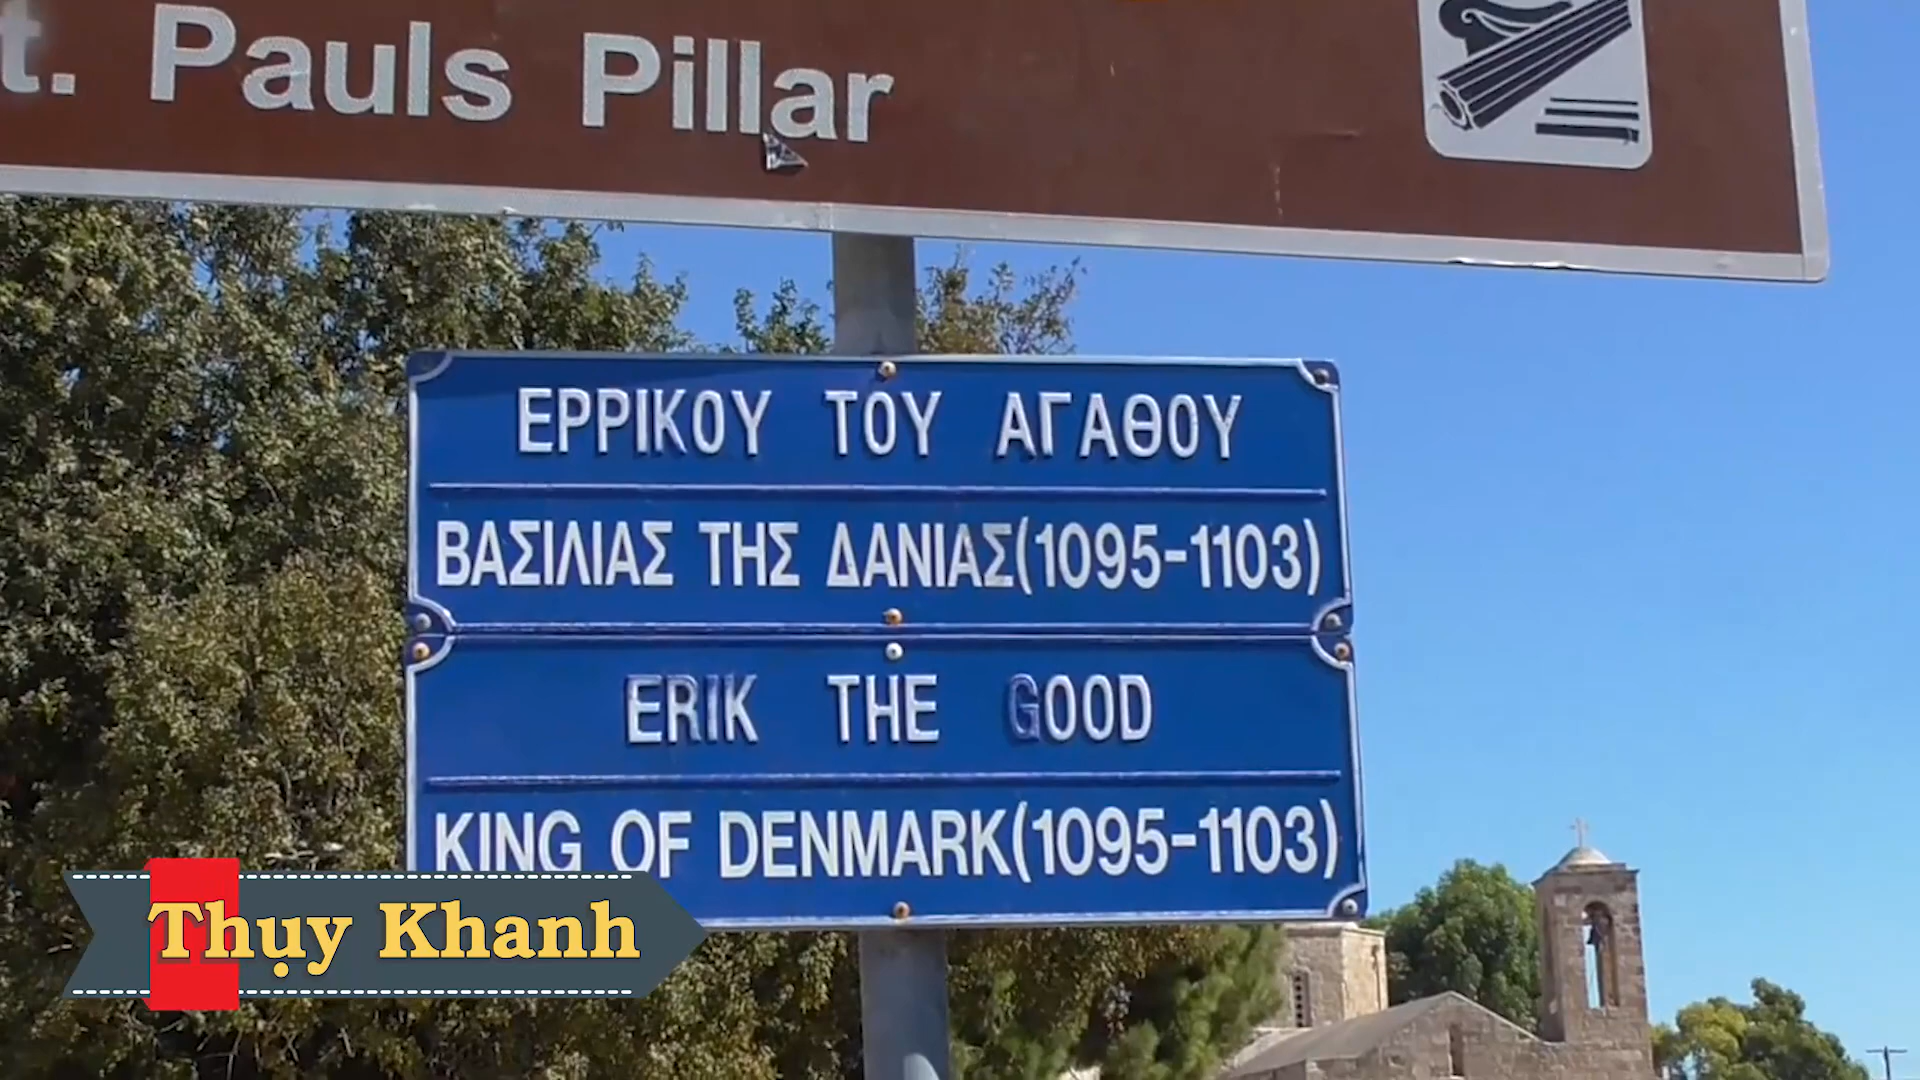 t. Pauls Pillar
ΕΡΡΙΚΟΥ ΤΟΥ ΑΓΑΘΟΥ
ΒΑΣΙΛΙΑΣ ΤΗΣ ΔΑΝΙΑΣ(1095-1103)
ERIK THE GOOD
KING OF DENMARK(1095-1103)
Thụy Khanh